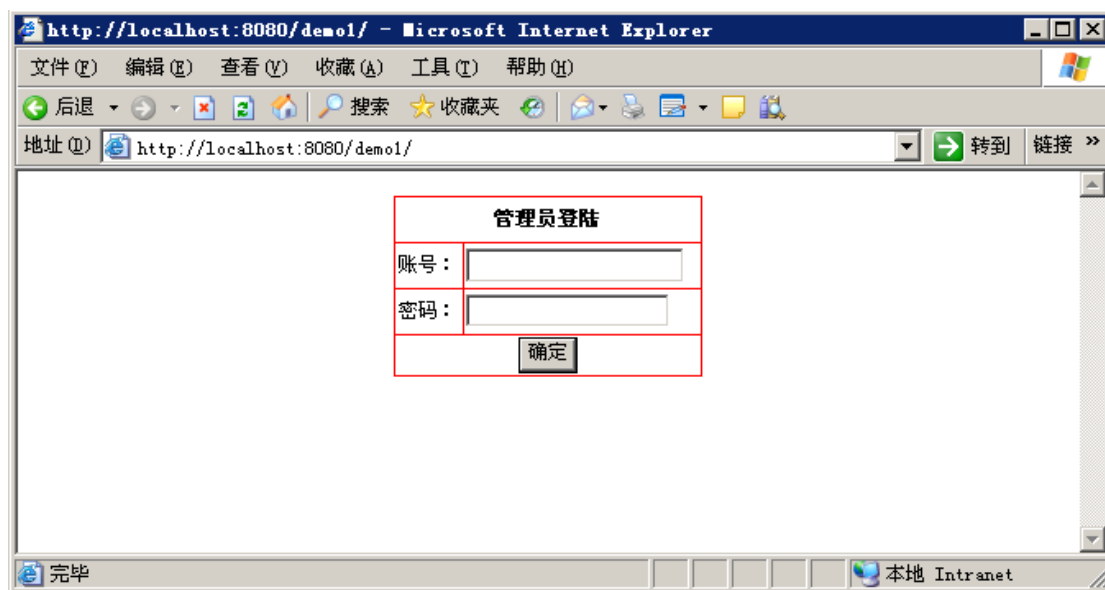 http://localhost:8080/demo1/ - Microsoft Internet Explorer
文件(F) 编辑(E) 查看(V) 收藏(A) 工具(T) 帮助(H)
后退 搜索 收藏夹
地址(D) http://localhost:8080/demo1/ 转到 链接 »
管理员登陆
账号：
密码：
确定
完毕 本地 Intranet